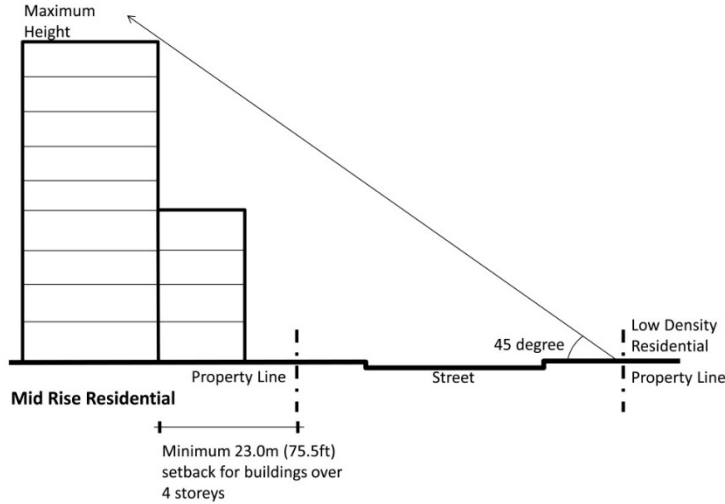 Maximum
Height
45 degree
Low Density
Residential
Property Line
Street
Property Line
Mid Rise Residential
Minimum 23.0m (75.5ft)
setback for buildings over
4 storeys